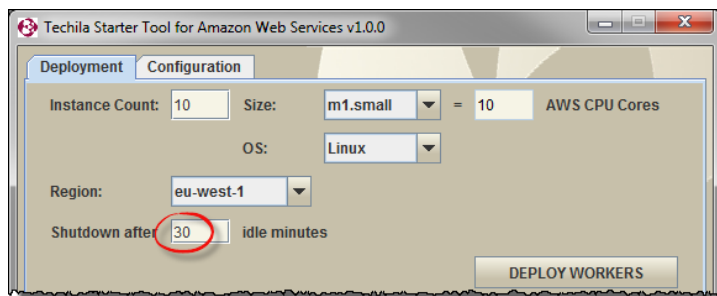 Techila Starter Tool for Amazon Web Services v1.0.0
Deployment Configuration
Instance Count: 10 Size: m1.small = 10 AWS CPU Cores
OS: Linux
Region: eu-west-1
Shutdown after 30 idle minutes
DEPLOY WORKERS